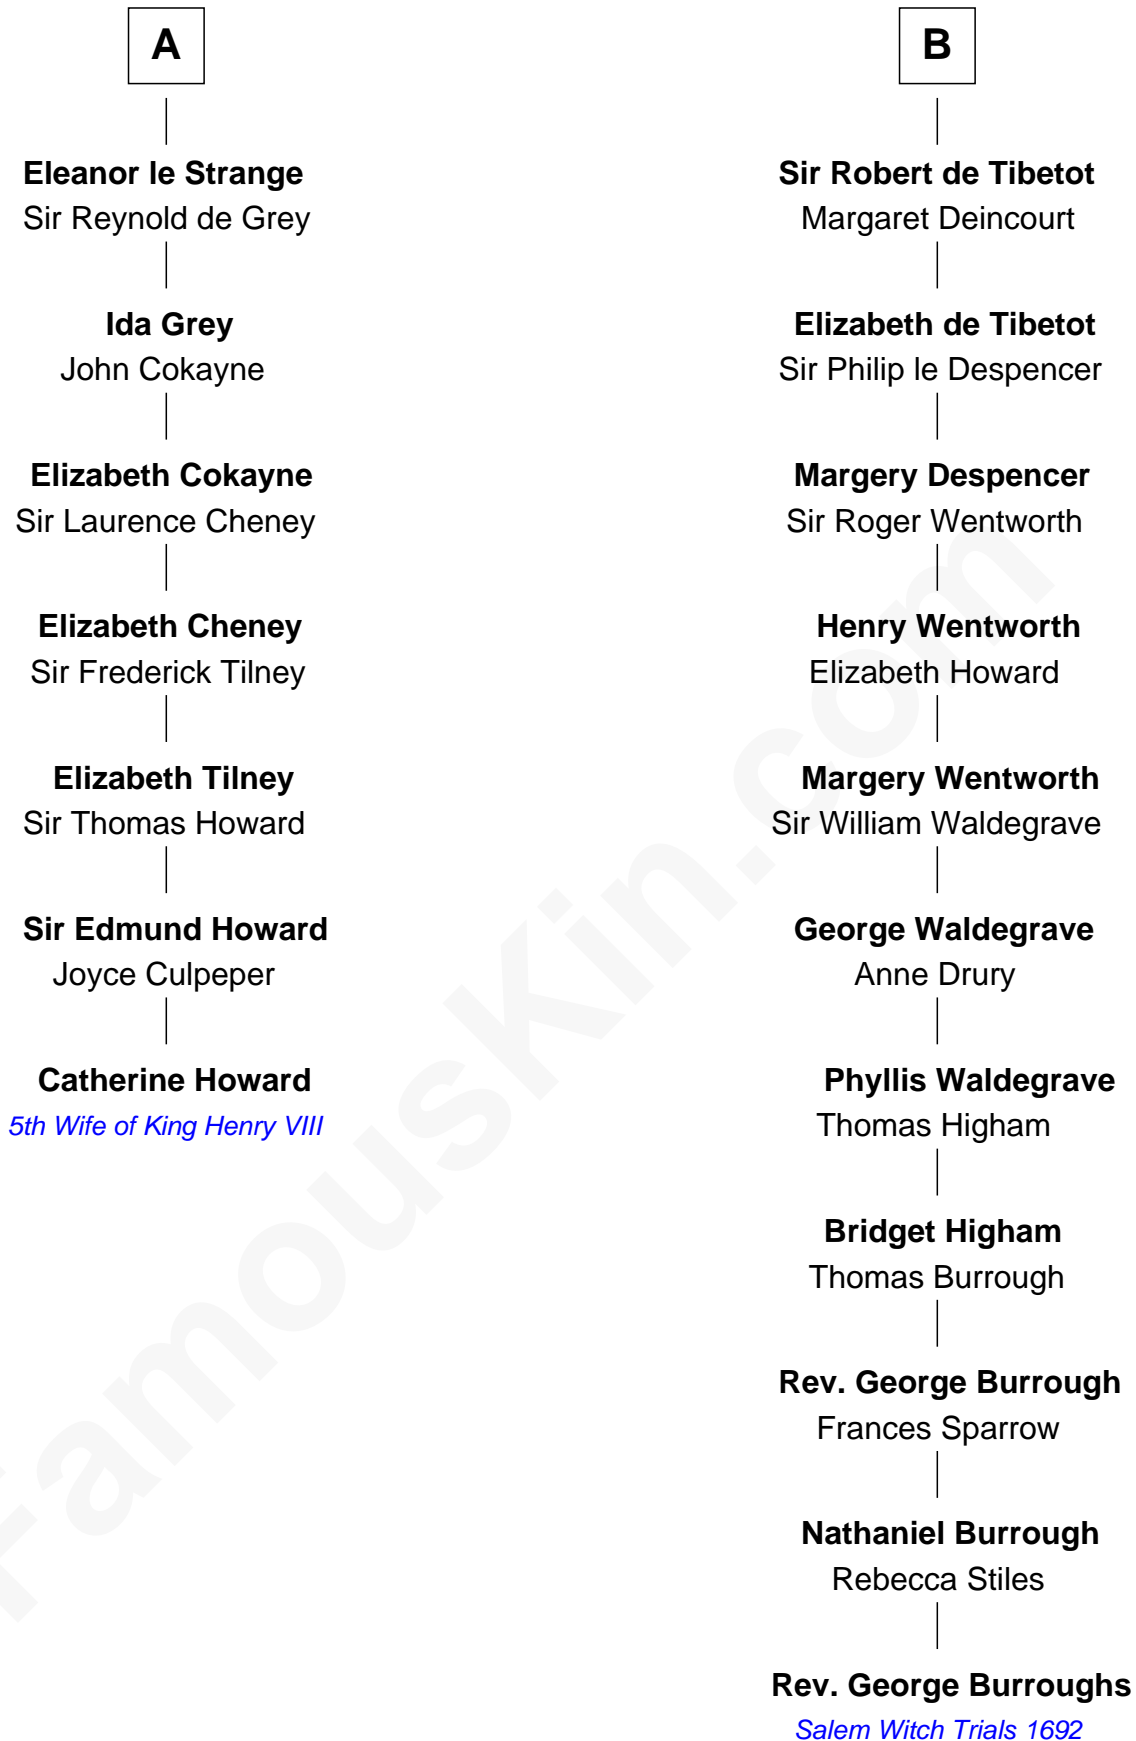 A
Eleanor le Strange
Sir Reynold de Grey
Ida Grey
John Cokayne
Elizabeth Cokayne
Sir Laurence Cheney
Elizabeth Cheney
Sir Frederick Tilney
Elizabeth Tilney
Sir Thomas Howard
Sir Edmund Howard
Joyce Culpeper
Catherine Howard
5th Wife of King Henry VIII
B
Sir Robert de Tibetot
Margaret Deincourt
Elizabeth de Tibetot
Sir Philip le Despencer
Margery Despencer
Sir Roger Wentworth
Henry Wentworth
Elizabeth Howard
Margery Wentworth
Sir William Waldegrave
George Waldegrave
Anne Drury
Phyllis Waldegrave
Thomas Higham
Bridget Higham
Thomas Burrough
Rev. George Burrough
Frances Sparrow
Nathaniel Burrough
Rebecca Stiles
Rev. George Burroughs
Salem Witch Trials 1692
FamousKin.com